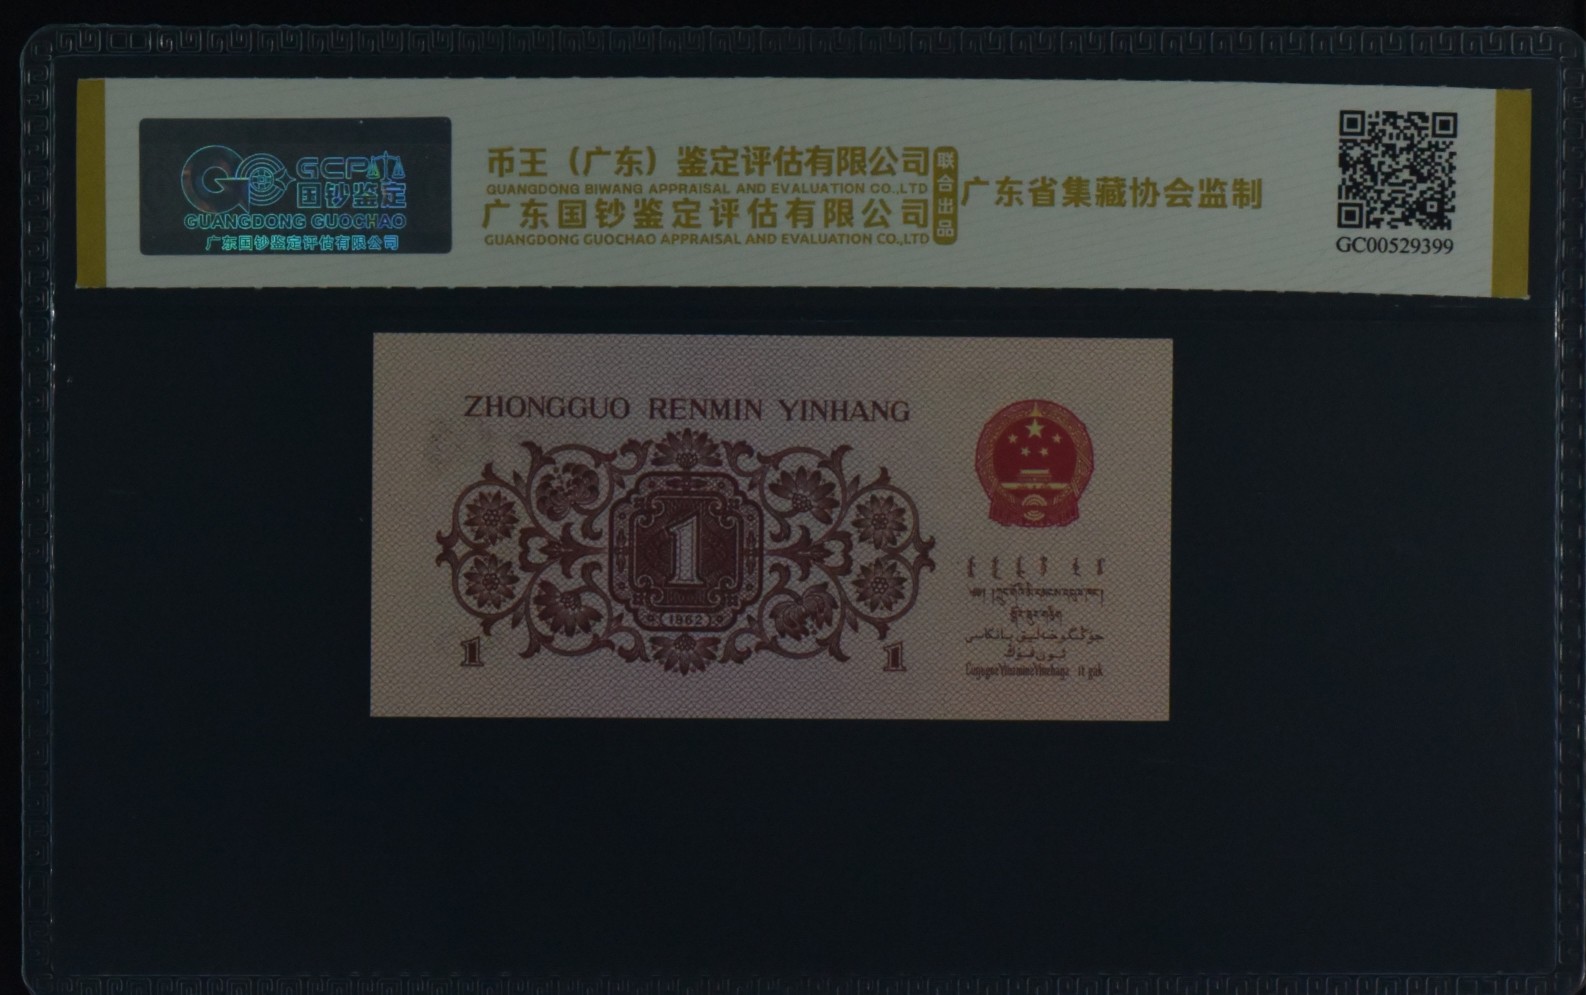 GCP
国钞鉴定
GUANGDONG GUOCHAO
广东国钞鉴定评估有限公司
币王（广东）鉴定评估有限公司
GUANGDONG BIWANG APPRAISAL AND EVALUATION CO.,LTD
广东国钞鉴定评估有限公司
GUANGDONG GUOCHAO APPRAISAL AND EVALUATION CO.,LTD
联合出品
广东省集藏协会监制
GC00529399
ZHONGGUO RENMIN YINHANG
1
1962
1
1